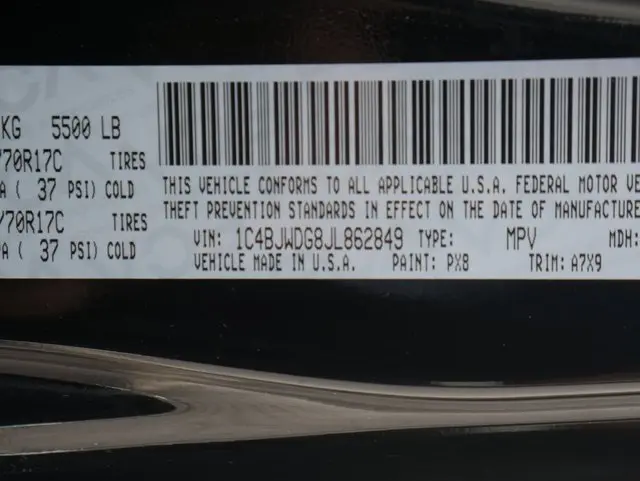 KG 5500 LB
/70R17C TIRES
A ( 37 PSI) COLD
/70R17C TIRES
A ( 37 PSI) COLD
THIS VEHICLE CONFORMS TO ALL APPLICABLE U.S.A. FEDERAL MOTOR VE
THEFT PREVENTION STANDARDS IN EFFECT ON THE DATE OF MANUFACTURE
VIN: 1C4BJWDG8JL862849 TYPE: MPV MDH:
VEHICLE MADE IN U.S.A. PAINT: PX8 TRIM: A7X9